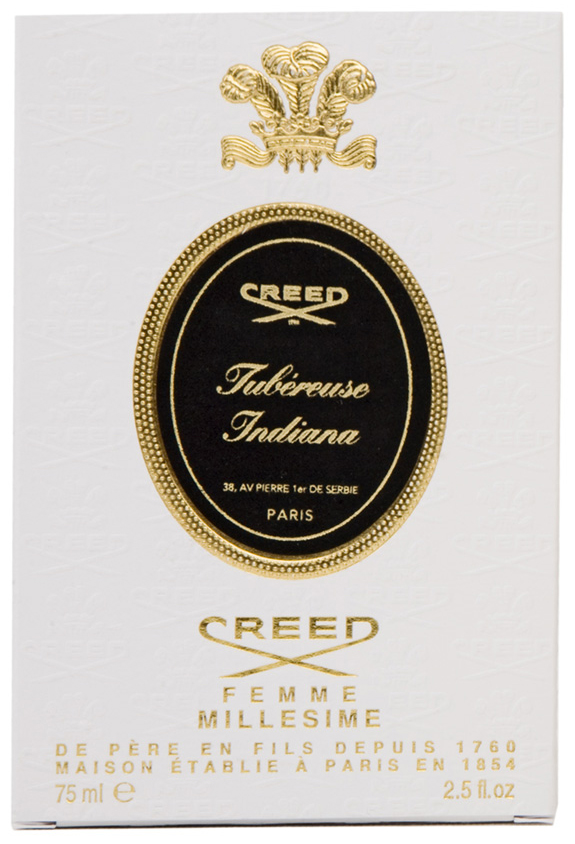 CREED
Tubéreuse
Indiana
38, AV PIERRE 1er DE SERBIE
PARIS
CREED
FEMME
MILLESIME
DE PÈRE EN FILS DEPUIS 1760
MAISON ÉTABLIE À PARIS EN 1854
75 ml ℮ 2.5 fl.oz